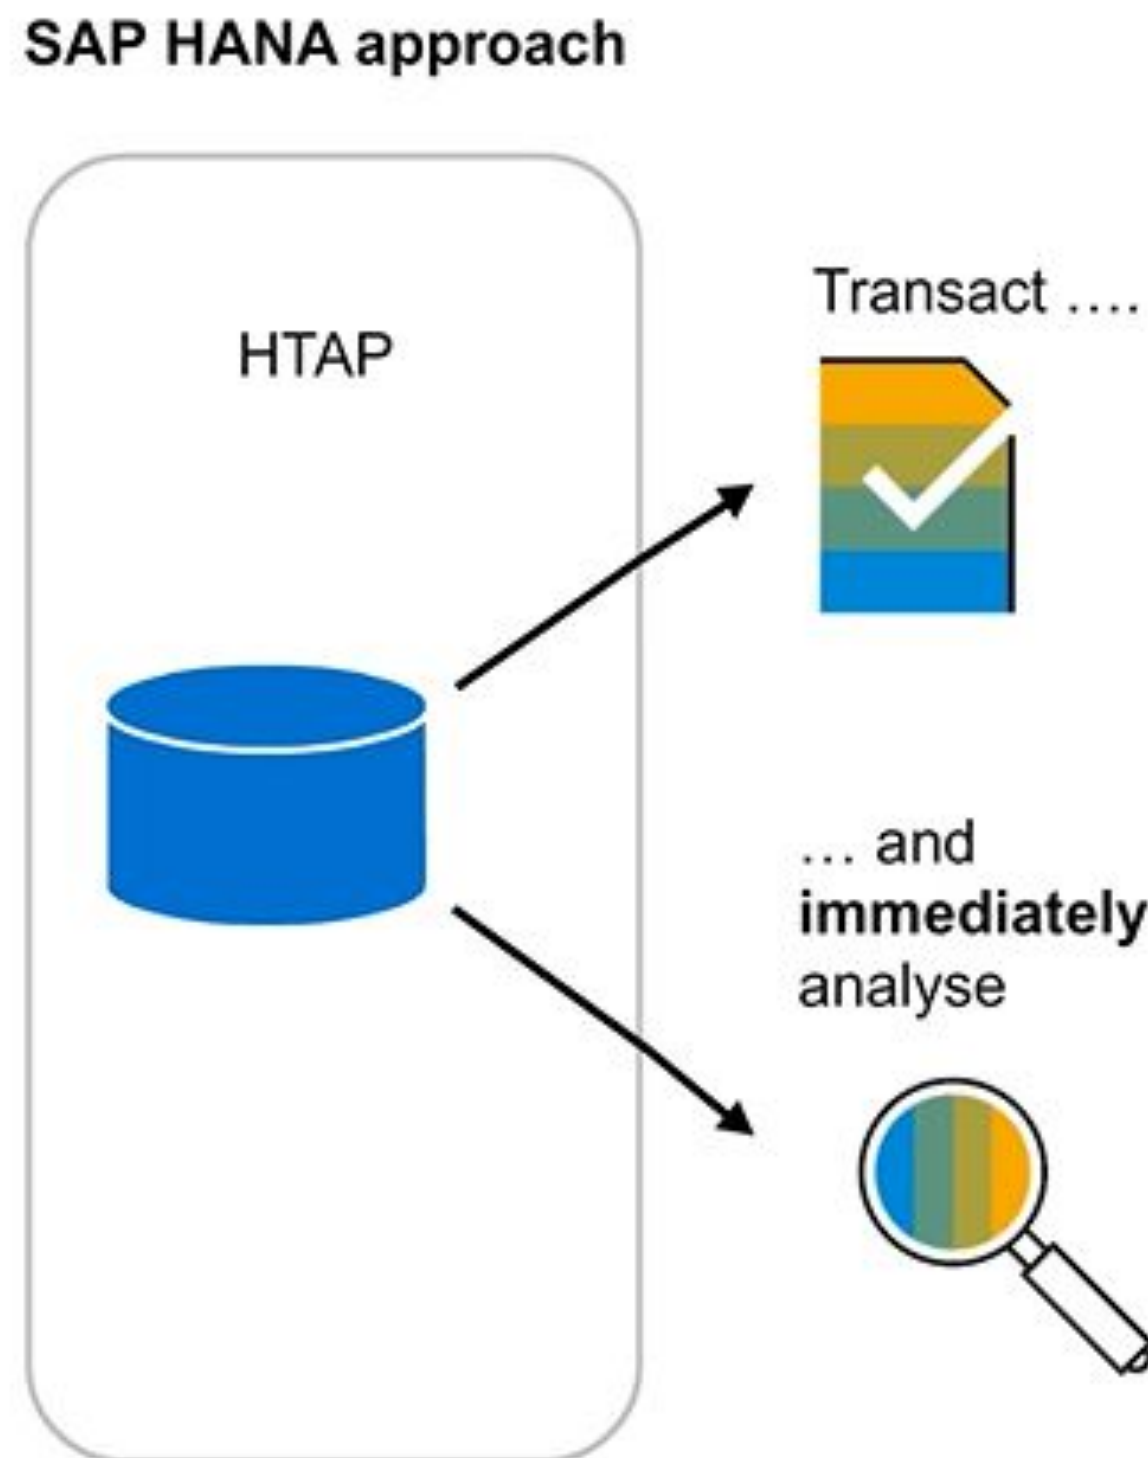 SAP HANA approach
HTAP
Transact ....
... and
immediately
analyse